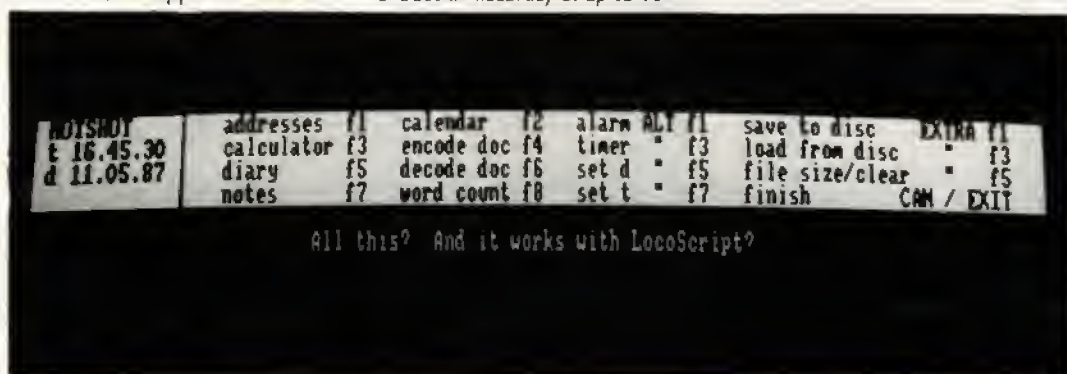 HOTSHOT addresses f1 calendar f2 alarm ALT f1 save to disc EXTRA f1
t 16.45.30 calculator f3 encode doc f4 timer " f3 load from disc " f3
d 11.05.87 diary f5 decode doc f6 set d " f5 file size/clear " f5
notes f7 word count f8 set t " f7 finish CAN / EXIT
All this? And it works with LocoScript?